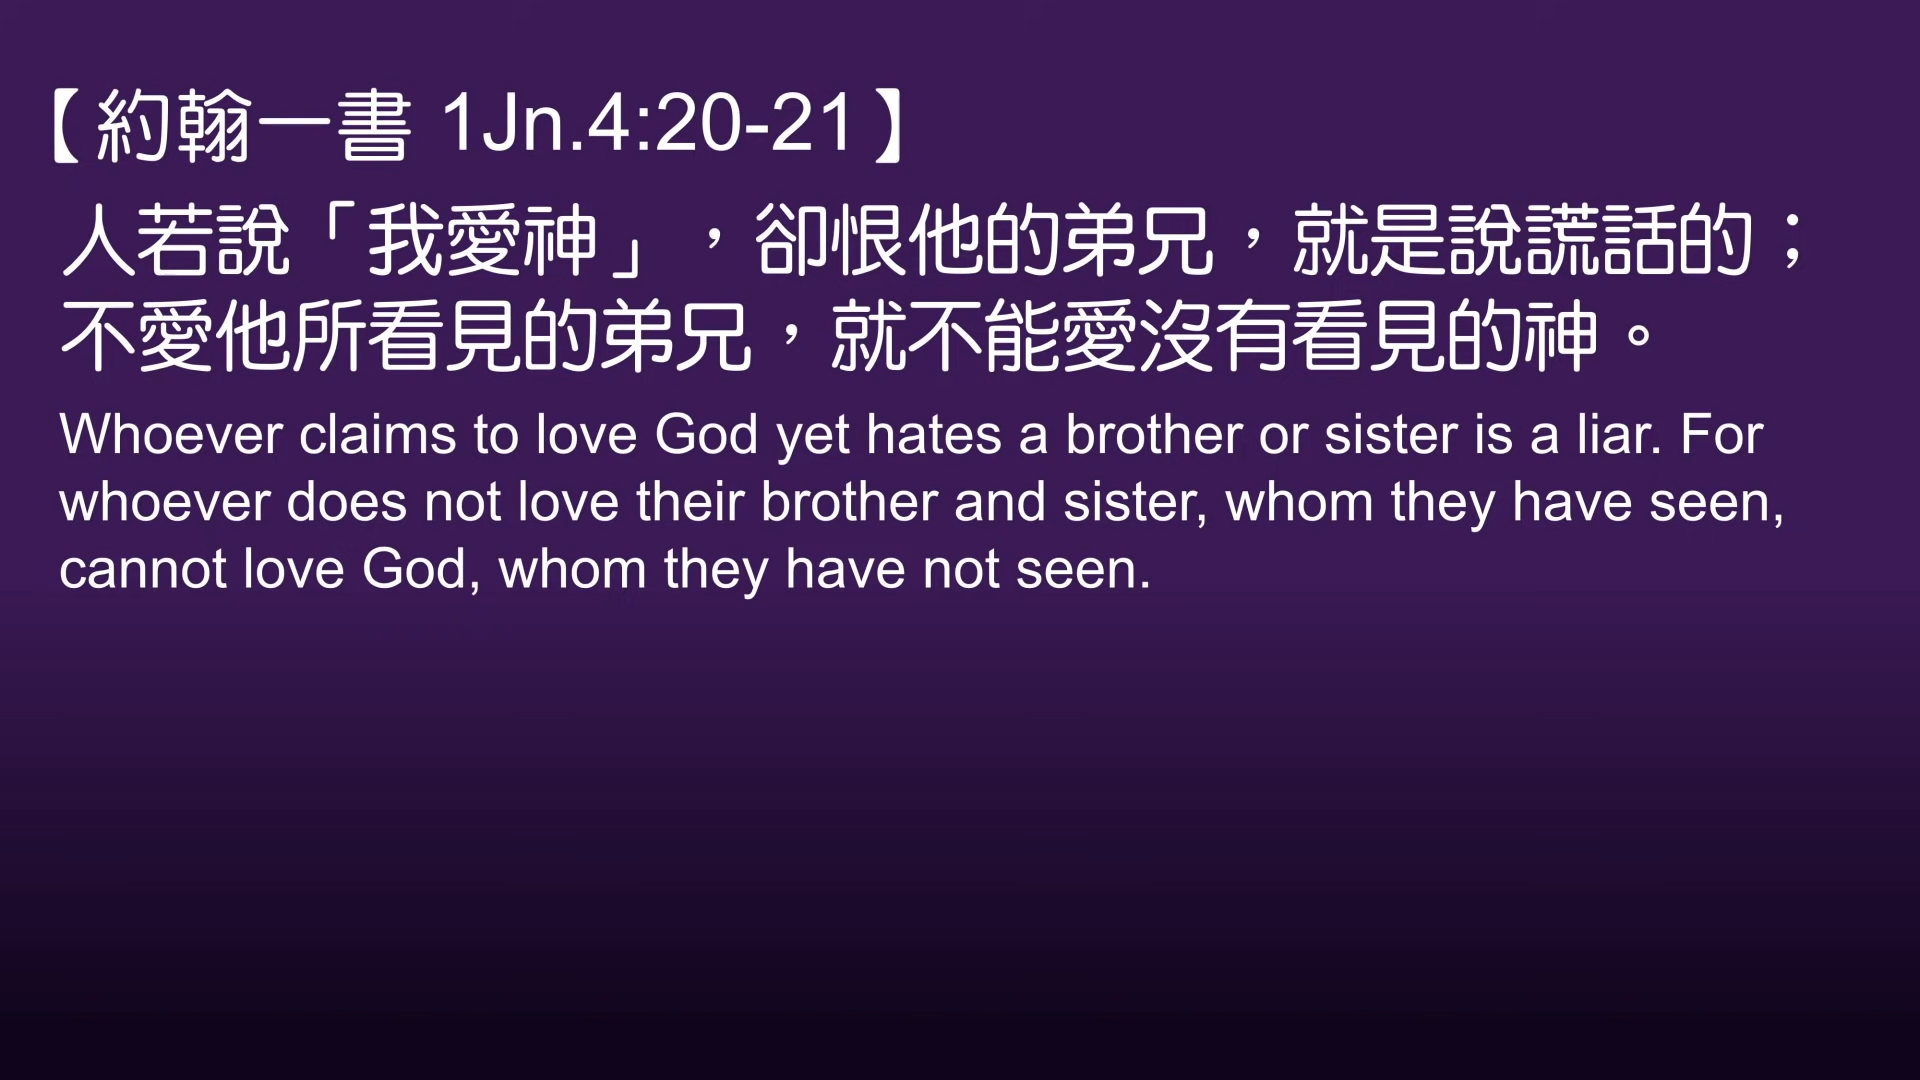 【約翰一書 1Jn.4:20-21】
人若說「我愛神」，卻恨他的弟兄，就是說謊話的；
不愛他所看見的弟兄，就不能愛沒有看見的神。
Whoever claims to love God yet hates a brother or sister is a liar. For
whoever does not love their brother and sister, whom they have seen,
cannot love God, whom they have not seen.